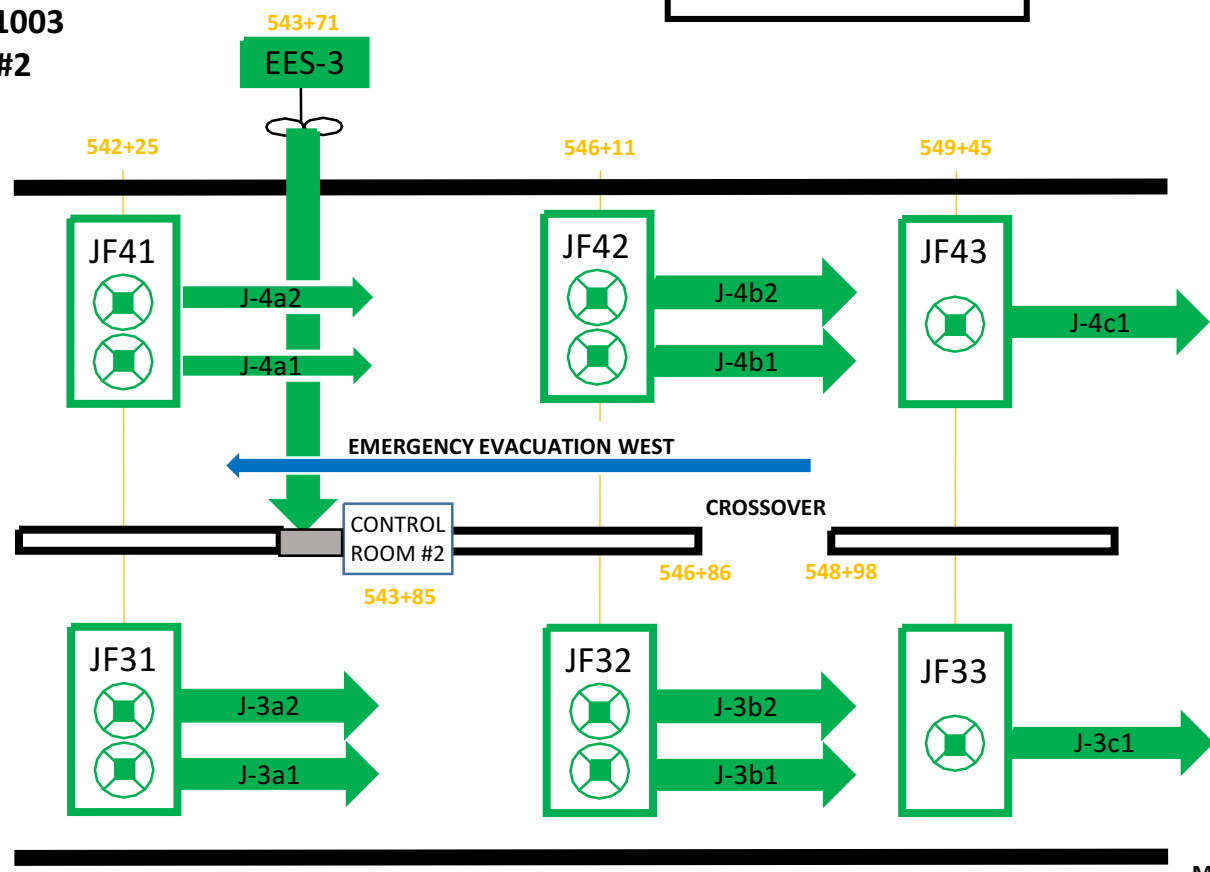 1003
#2
543+71
EES-3
542+25
546+11
549+45
JF41
JF42
JF43
J-4a2
J-4b2
J-4c1
J-4a1
J-4b1
EMERGENCY EVACUATION WEST
CROSSOVER
CONTROL
ROOM #2
546+86
548+98
543+85
JF31
JF32
JF33
J-3a2
J-3b2
J-3c1
J-3a1
J-3b1